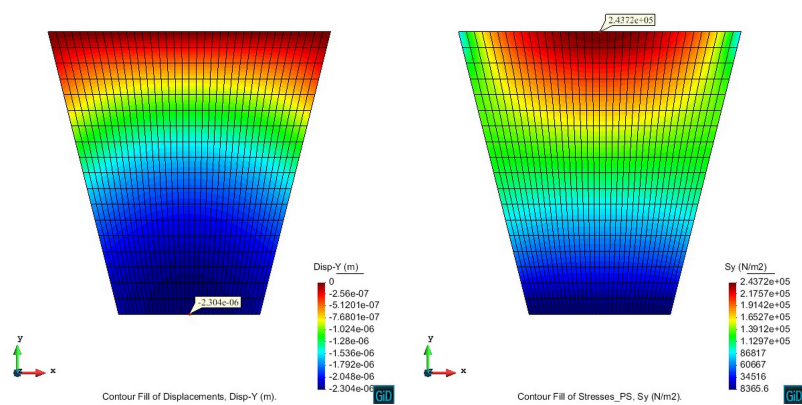 2.4372e+05
-2.304e-06
Disp-Y (m)
0
-2.56e-07
-5.1201e-07
-7.6801e-07
-1.024e-06
-1.28e-06
-1.536e-06
-1.792e-06
-2.048e-06
-2.304e-06
y
x
Contour Fill of Displacements, Disp-Y (m).
GiD
Sy (N/m2)
2.4372e+05
2.1757e+05
1.9142e+05
1.6527e+05
1.3912e+05
1.1297e+05
86817
60667
34516
8365.6
y
x
Contour Fill of Stresses_PS, Sy (N/m2).
GiD